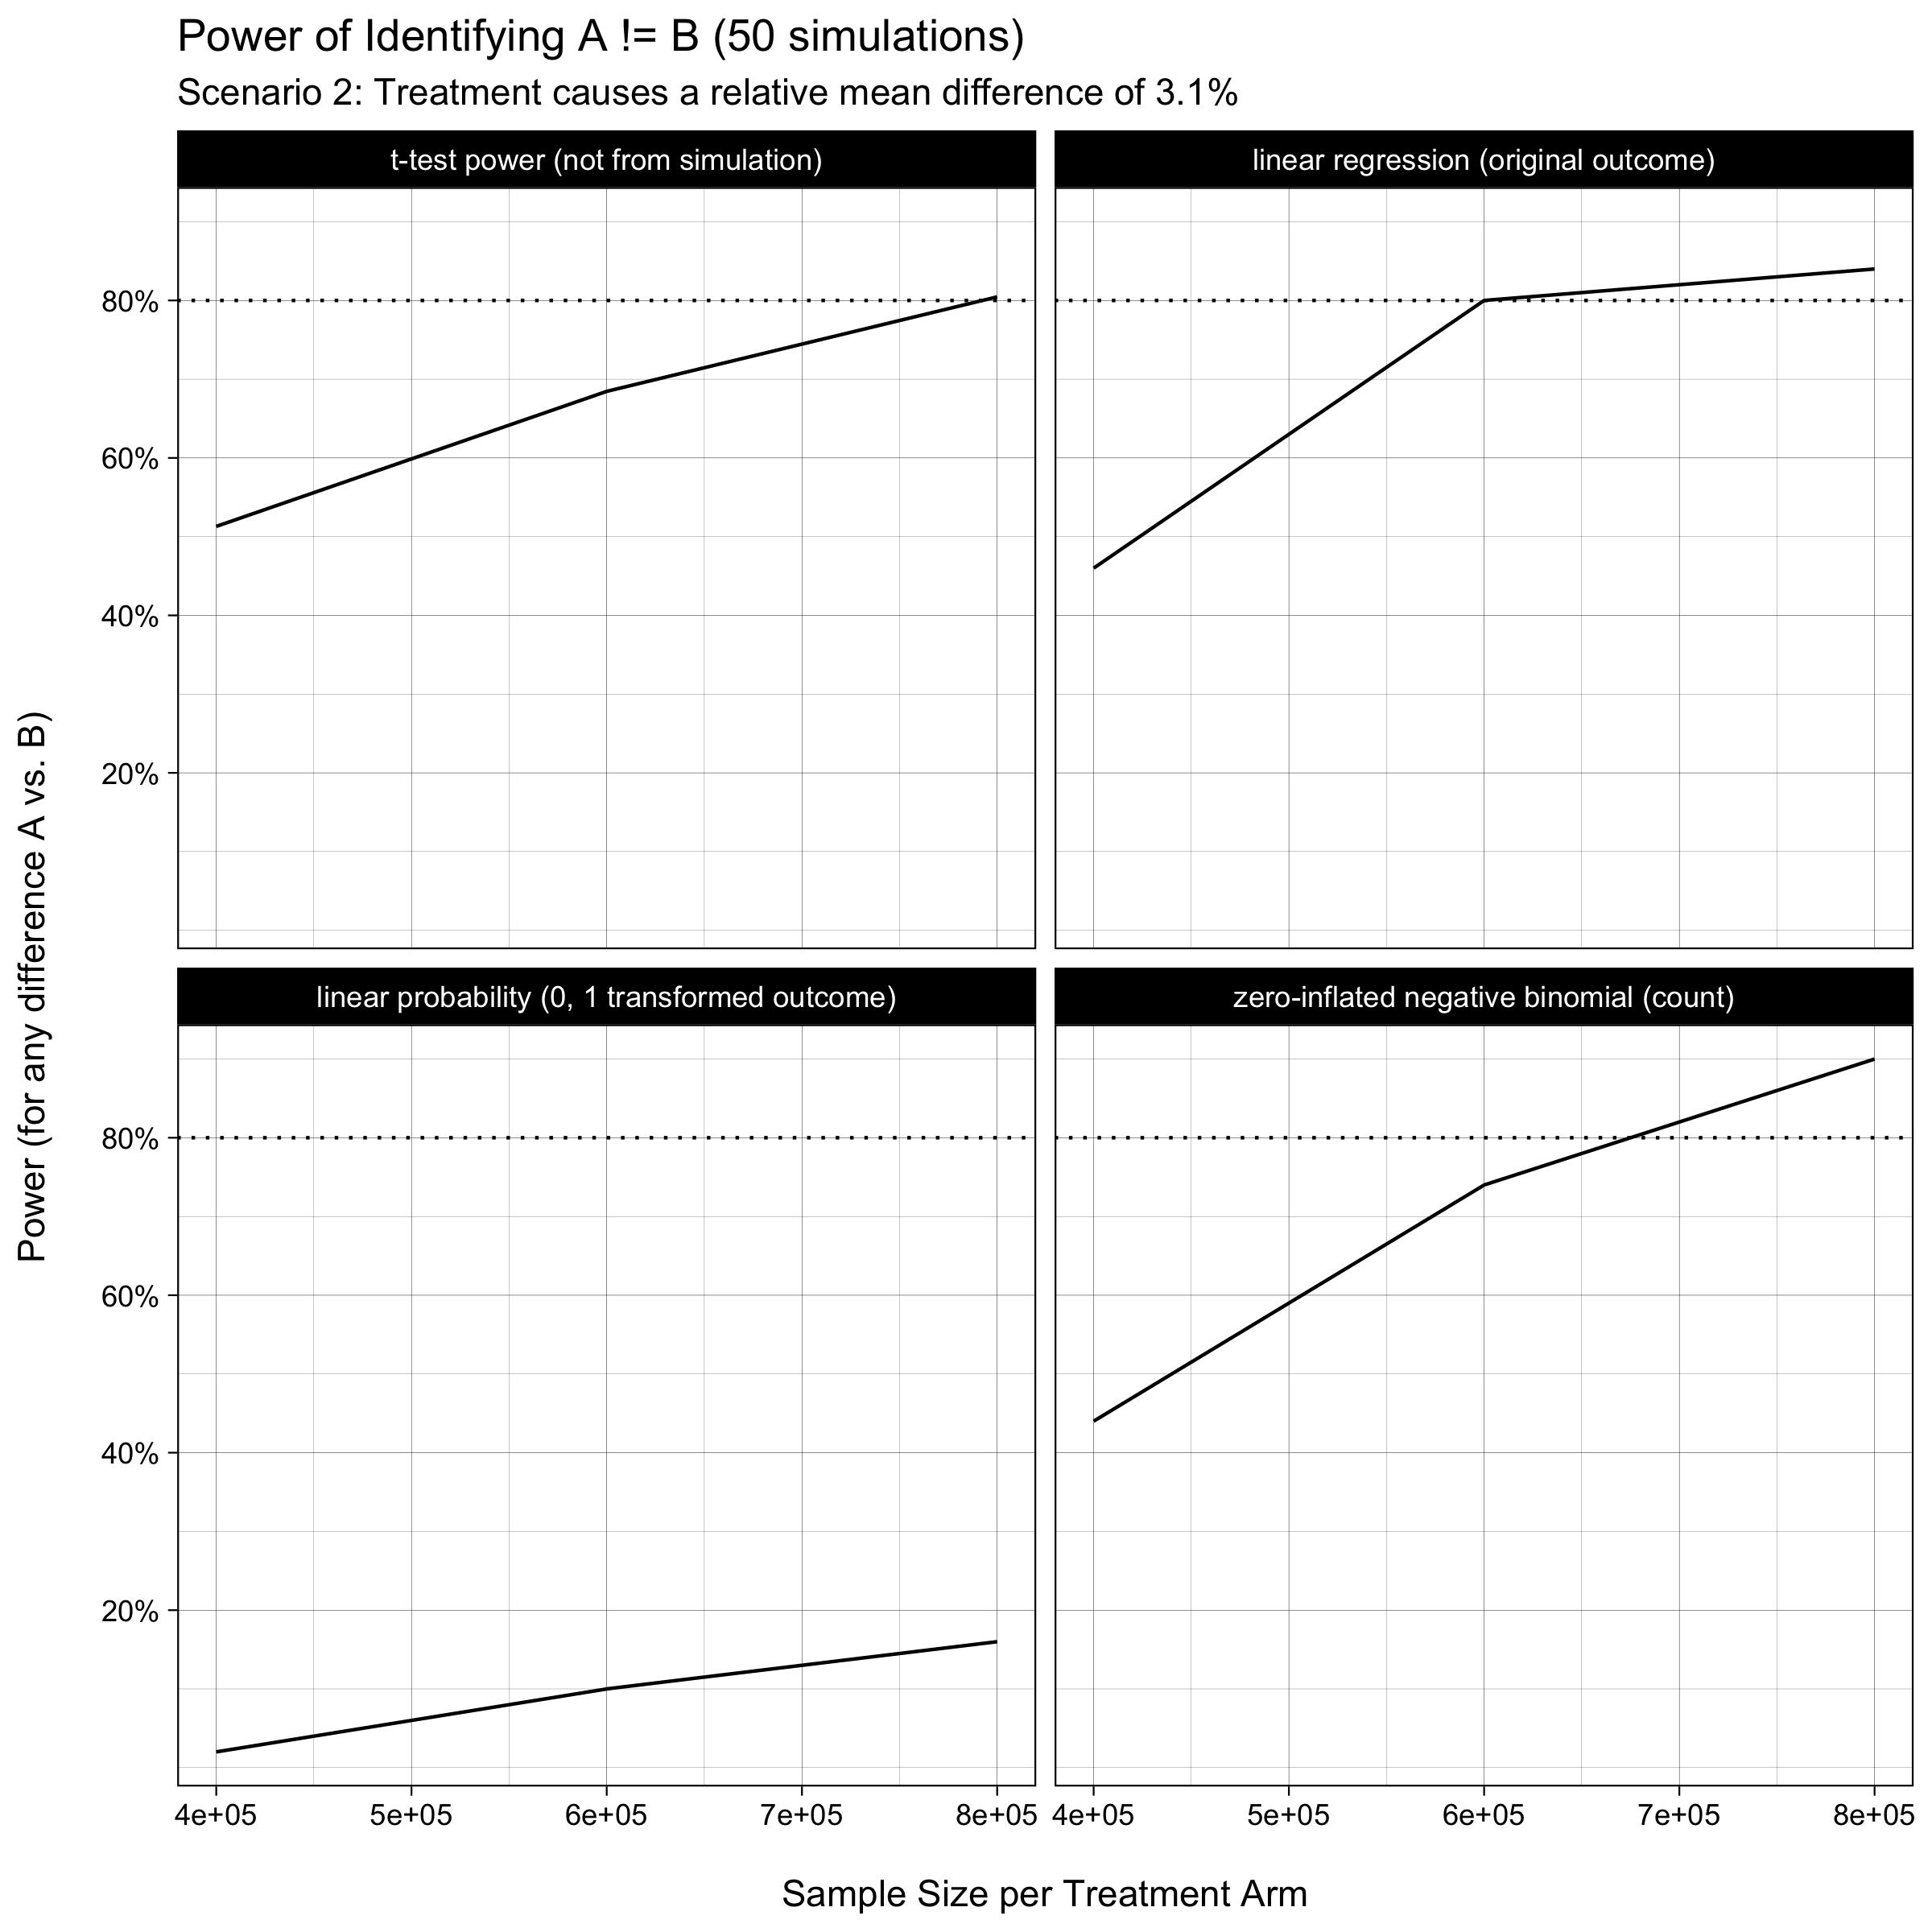 Power of Identifying A != B (50 simulations)
Scenario 2: Treatment causes a relative mean difference of 3.1%
t-test power (not from simulation)
linear regression (original outcome)
80%
60%
40%
20%
linear probability (0, 1 transformed outcome)
zero-inflated negative binomial (count)
80%
60%
40%
20%
4e+05 5e+05 6e+05 7e+05 8e+05
4e+05 5e+05 6e+05 7e+05 8e+05
Sample Size per Treatment Arm
Power (for any difference A vs. B)